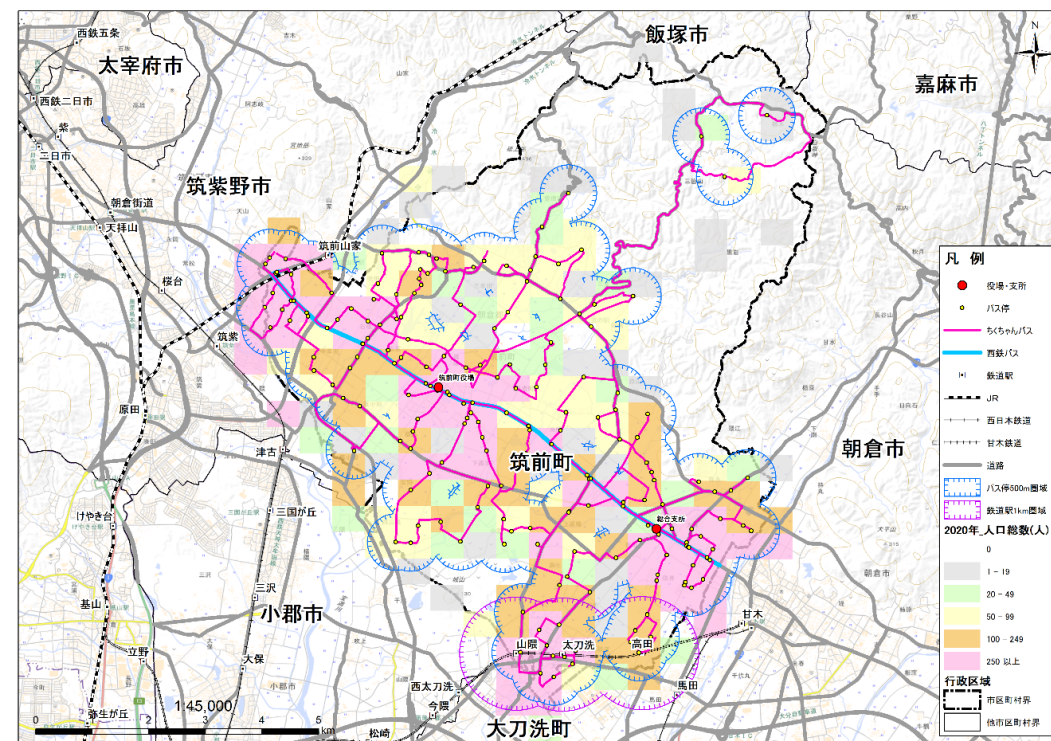 西鉄五条
太宰府市
飯塚市
嘉麻市
N
西鉄二日市
紫
二日市
筑紫野市
朝倉街道
天拝山
筑前山家
桜台
筑紫
原田
津古
筑前町役場
筑前町
朝倉市
けやき台
三国が丘
総合支所
基山
三沢
小郡市
立野
大保
山隈
太刀洗
高田
甘木
馬田
西太刀洗
今隈
弥生が丘
松崎
大刀洗町
1:45,000
0 1 2 3 4 5
km
凡 例
役場・支所
バス停
ちくちゃんバス
西鉄バス
鉄道駅
JR
西日本鉄道
甘木鉄道
道路
バス停500m圏域
鉄道駅1km圏域
2020年_人口総数(人)
0
1 - 19
20 - 49
50 - 99
100 - 249
250 以上
行政区域
市区町村界
他市区町村界